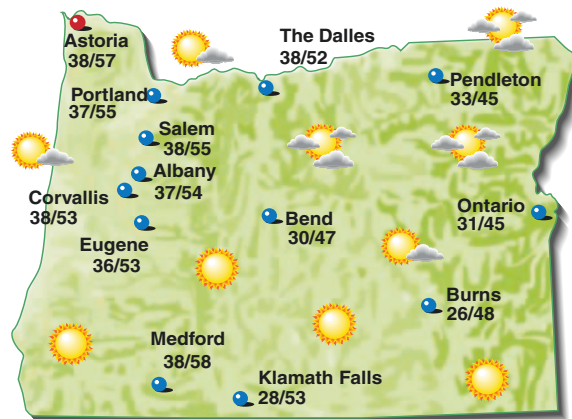 Astoria
38/57
The Dalles
38/52
Pendleton
33/45
Portland
37/55
Salem
38/55
Albany
37/54
Corvallis
38/53
Eugene
36/53
Bend
30/47
Ontario
31/45
Burns
26/48
Medford
38/58
Klamath Falls
28/53